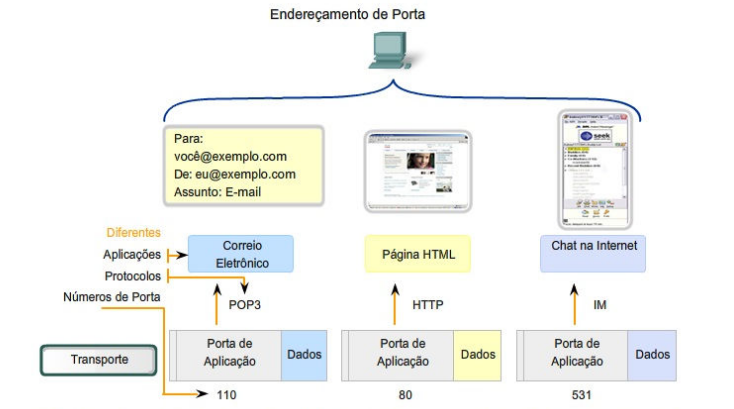 Endereçamento de Porta
Para:
você@exemplo.com
De: eu@exemplo.com
Assunto: E-mail
seek
Diferentes
Aplicações
Protocolos
Números de Porta
Correio
Eletrônico
Página HTML
Chat na Internet
POP3
HTTP
IM
Transporte
Porta de
Aplicação
Dados
Porta de
Aplicação
Dados
Porta de
Aplicação
Dados
110
80
531